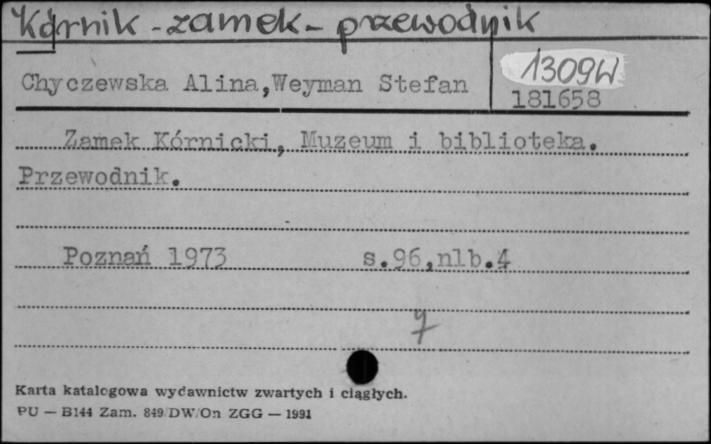 Kórnik - zamek - przewodnik
Chyczewska Alina,Weyman Stefan
1309W
181658
Zamek Kórnicki, Muzeum i biblioteka.
Przewodnik.
Poznań 1973 s.96,nlb.4
Karta katalogowa wydawnictw zwartych i ciągłych.
PU — B144 Zam. 849/DW/On ZGG — 1991